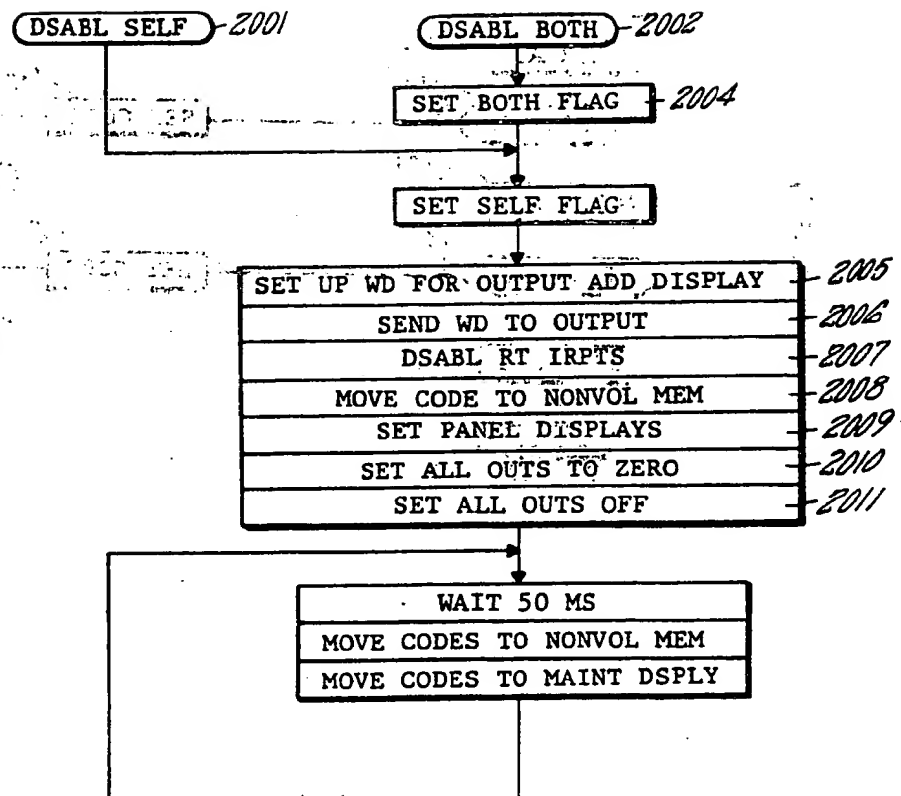 DSABL SELF 2001
DSABL BOTH 2002
SET BOTH FLAG 2004
SET SELF FLAG
SET UP WD FOR OUTPUT ADD DISPLAY 2005
SEND WD TO OUTPUT 2006
DSABL RT IRPTS 2007
MOVE CODE TO NONVOL MEM 2008
SET PANEL DISPLAYS 2009
SET ALL OUTS TO ZERO 2010
SET ALL OUTS OFF 2011
WAIT 50 MS
MOVE CODES TO NONVOL MEM
MOVE CODES TO MAINT DSPLY